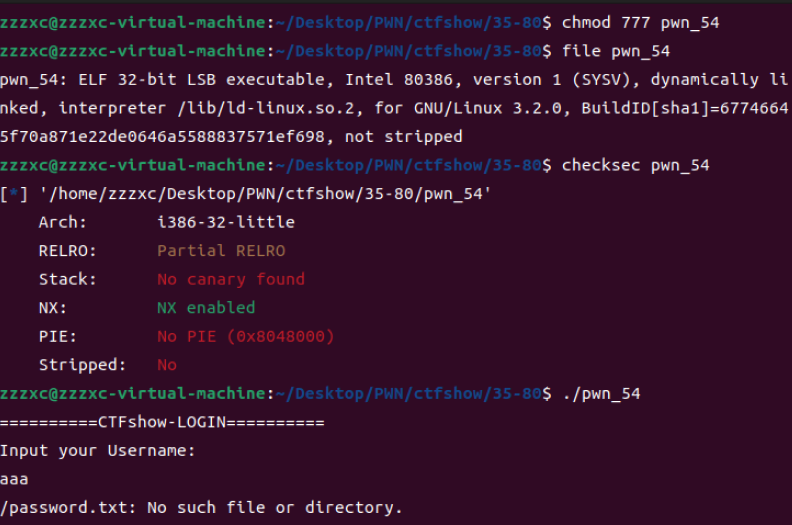 zzzxc@zzzxc-virtual-machine:~/Desktop/PWN/ctfshow/35-80$ chmod 777 pwn_54
zzzxc@zzzxc-virtual-machine:~/Desktop/PWN/ctfshow/35-80$ file pwn_54
pwn_54: ELF 32-bit LSB executable, Intel 80386, version 1 (SYSV), dynamically li
nked, interpreter /lib/ld-linux.so.2, for GNU/Linux 3.2.0, BuildID[sha1]=6774664
5f70a871e22de0646a5588837571ef698, not stripped
zzzxc@zzzxc-virtual-machine:~/Desktop/PWN/ctfshow/35-80$ checksec pwn_54
[*] '/home/zzzxc/Desktop/PWN/ctfshow/35-80/pwn_54'
    Arch:       i386-32-little
    RELRO:      Partial RELRO
    Stack:      No canary found
    NX:         NX enabled
    PIE:        No PIE (0x8048000)
    Stripped:   No
zzzxc@zzzxc-virtual-machine:~/Desktop/PWN/ctfshow/35-80$ ./pwn_54
==========CTFshow-LOGIN==========
Input your Username:
aaa
/password.txt: No such file or directory.